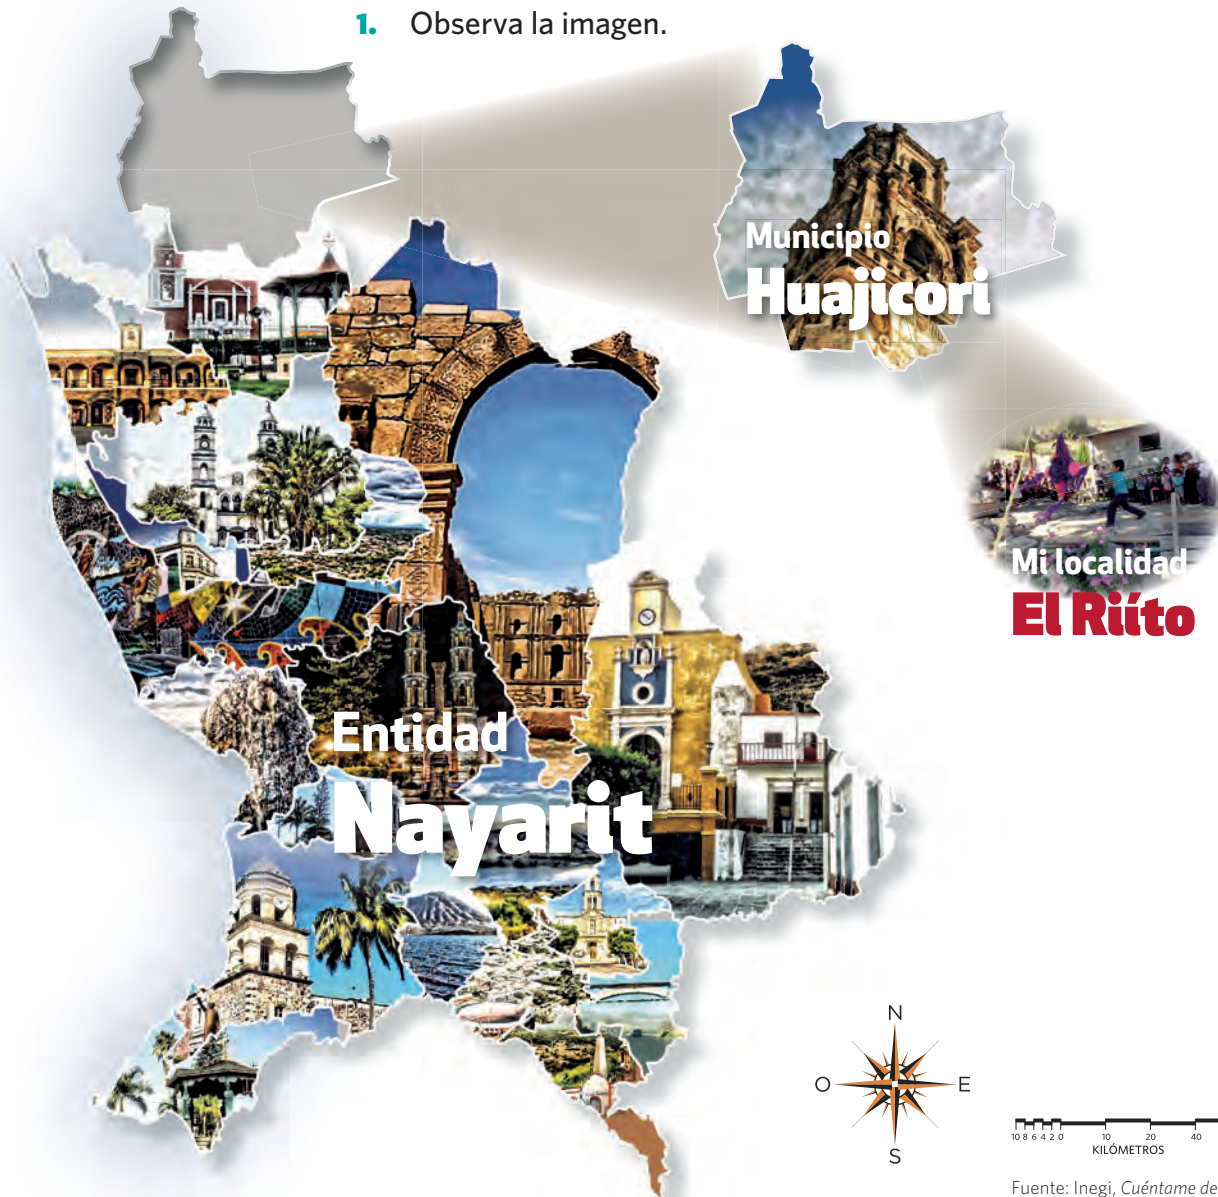 1. Observa la imagen.
Municipio
Huajicori
Mi localidad
El Riíto
Entidad
Nayarit
N
O
E
S
10 8 6 4 2 0 10 20 40
KILÓMETROS
Fuente: Inegi, Cuéntame de